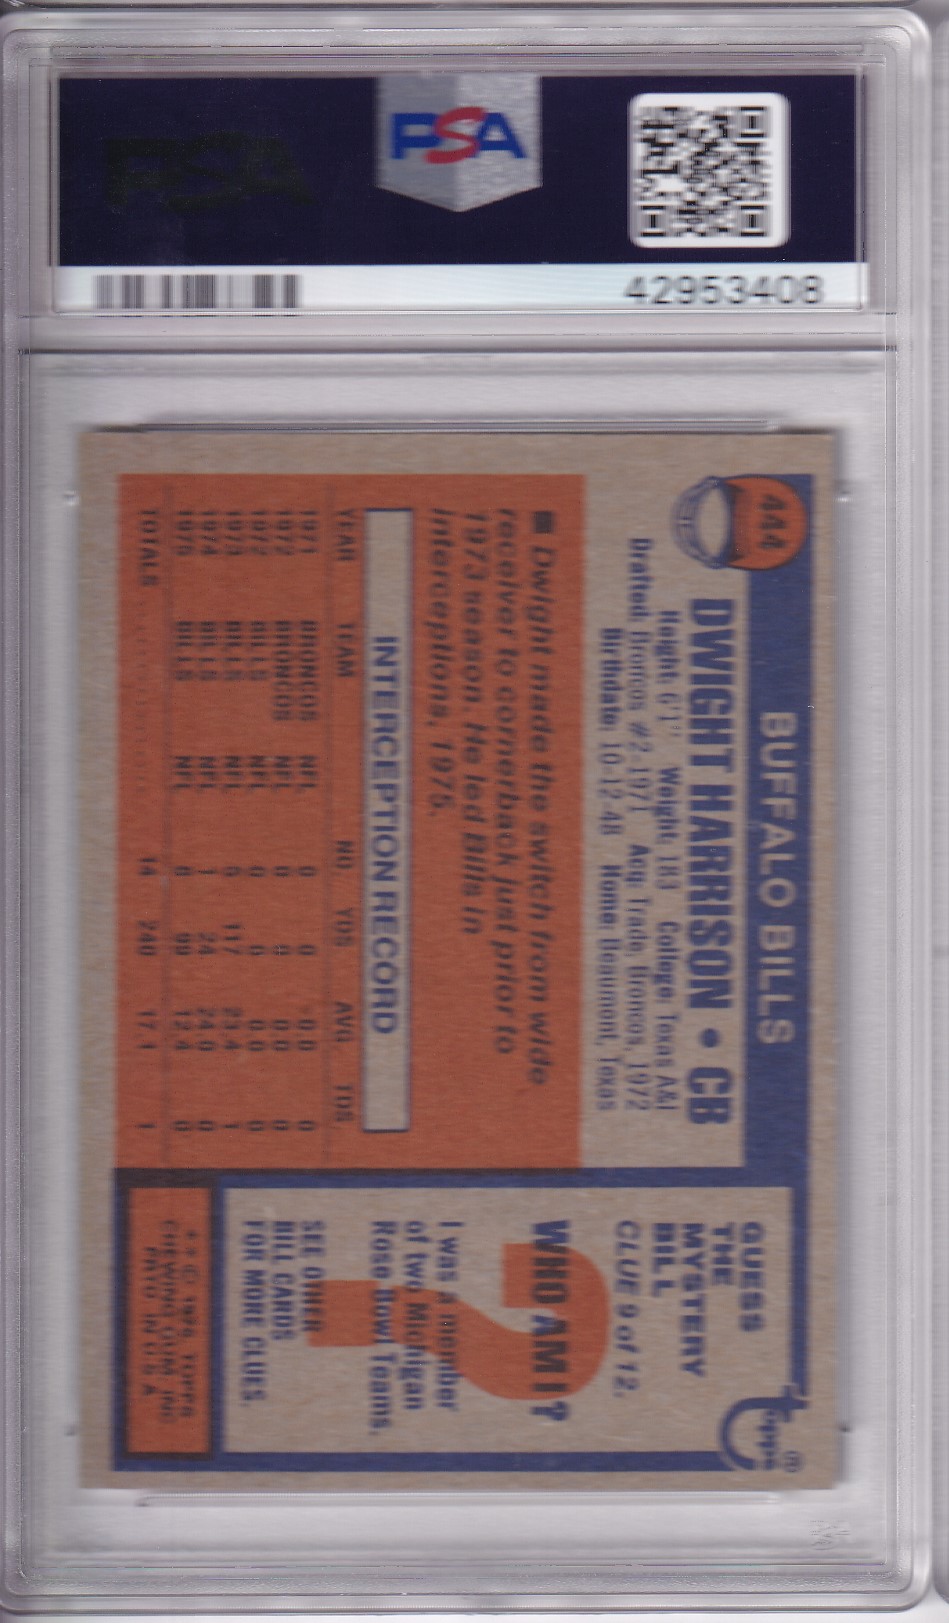 PSA
PSA
42953408
444
BUFFALO BILLS
DWIGHT HARRISON • CB
Height: 6'1" Weight: 183 College: Texas A&I
Drafted: Broncos #2-1971 Acq: Trade, Broncos, 1972
Birthdate: 10-12-48 Home: Beaumont, Texas
■ Dwight made the switch from wide
receiver to cornerback just prior to
1973 season. He led Bills in
interceptions, 1975.
INTERCEPTION RECORD
YEAR TEAM NO YDS AVG. TDS
1971 BRONCOS NFL 0 0 0.0 0
1972 BRONCOS NFL 0 0 0.0 0
1972 BILLS NFL 0 0 0.0 0
1973 BILLS NFL 5 117 23.4 1
1974 BILLS NFL 1 24 24.0 0
1975 BILLS NFL 8 99 12.4 0
TOTALS 14 240 17.1 1
Topps ®
GUESS
THE
MYSTERY
BILL
CLUE 9 of 12.
WHO AM I?
I was a member
of two Michigan
Rose Bowl Teams.
SEE OTHER
BILL CARDS
FOR MORE CLUES.
** © 1976 TOPPS
CHEWING GUM, INC.
PRTD. IN U.S.A.